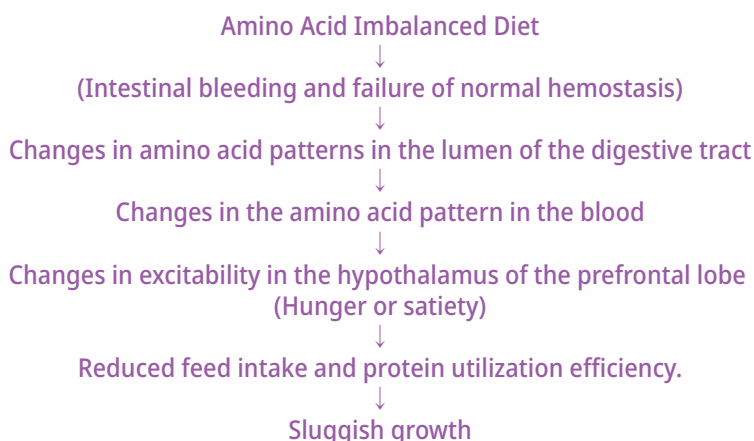 Amino Acid Imbalanced Diet
↓
(Intestinal bleeding and failure of normal hemostasis)
↓
Changes in amino acid patterns in the lumen of the digestive tract
↓
Changes in the amino acid pattern in the blood
↓
Changes in excitability in the hypothalamus of the prefrontal lobe
(Hunger or satiety)
↓
Reduced feed intake and protein utilization efficiency.
↓
Sluggish growth